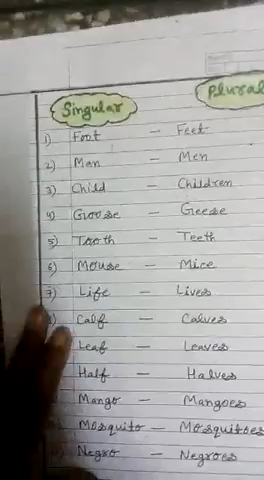 Singular Plural
1) Foot — Feet
2) Man — Men
3) Child — Children
4) Goose — Geese
5) Tooth — Teeth
6) Mouse — Mice
7) Life — Lives
Calf — Calves
Leaf — Leaves
Half — Halves
Mango — Mangoes
Mosquito — Mosquitoes
Negro — Negroes